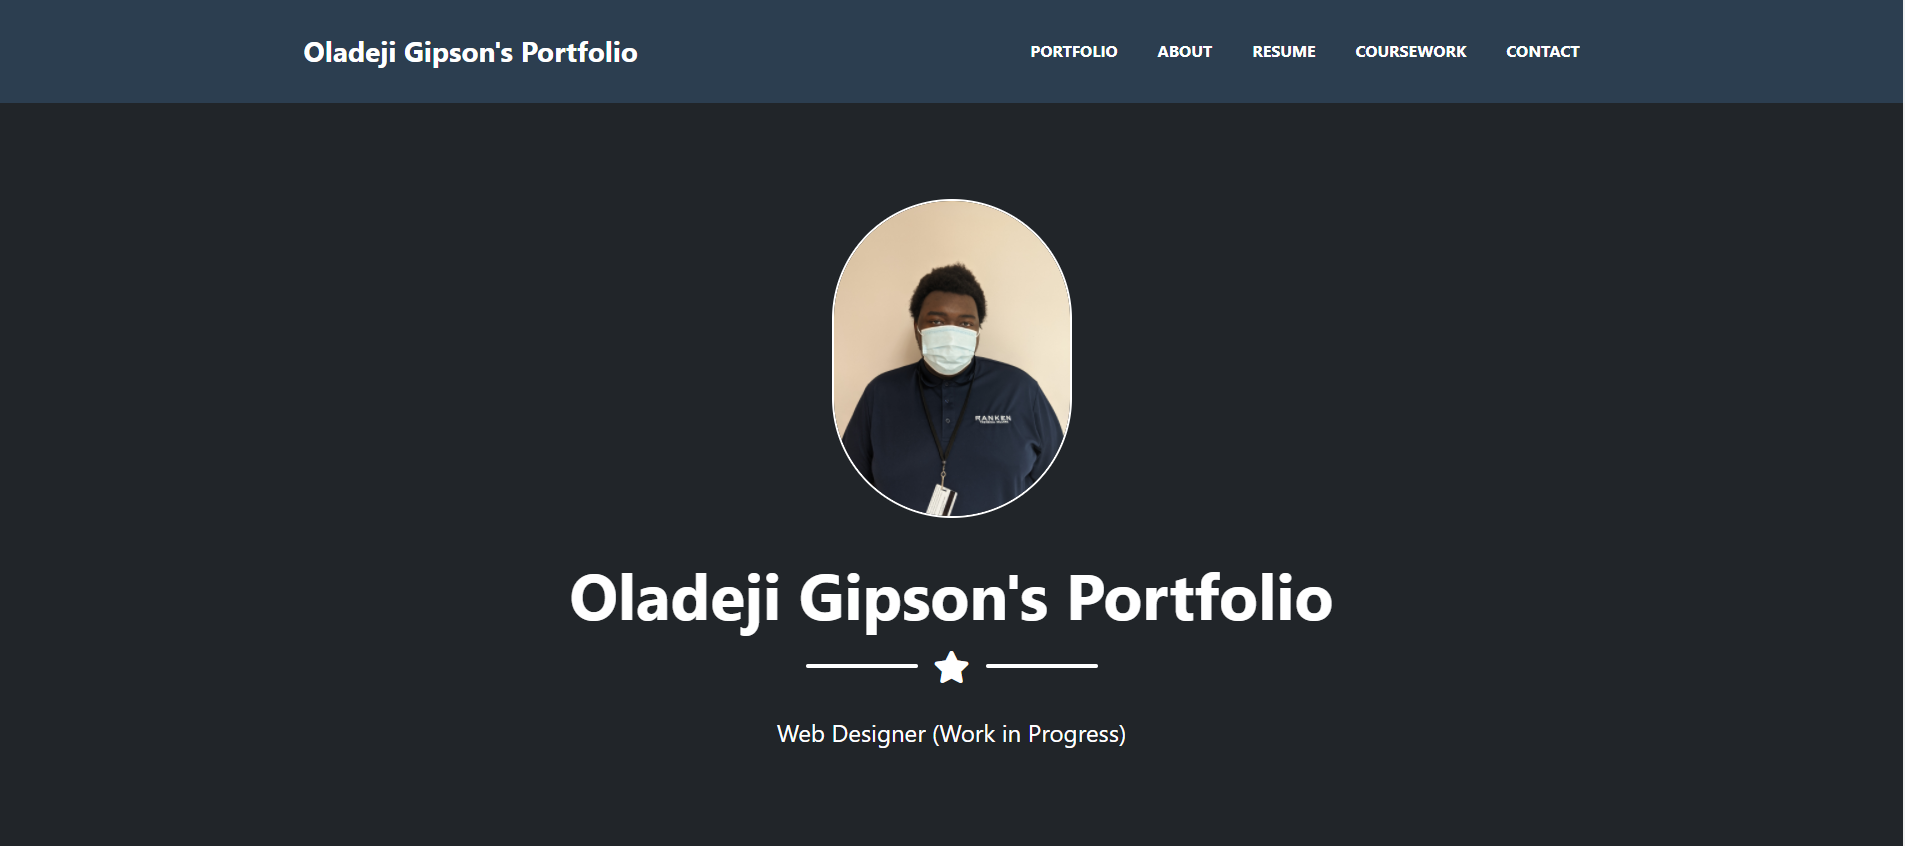 Oladeji Gipson's Portfolio
PORTFOLIO ABOUT RESUME COURSEWORK CONTACT
RANKEN
Oladeji Gipson's Portfolio
Web Designer (Work in Progress)